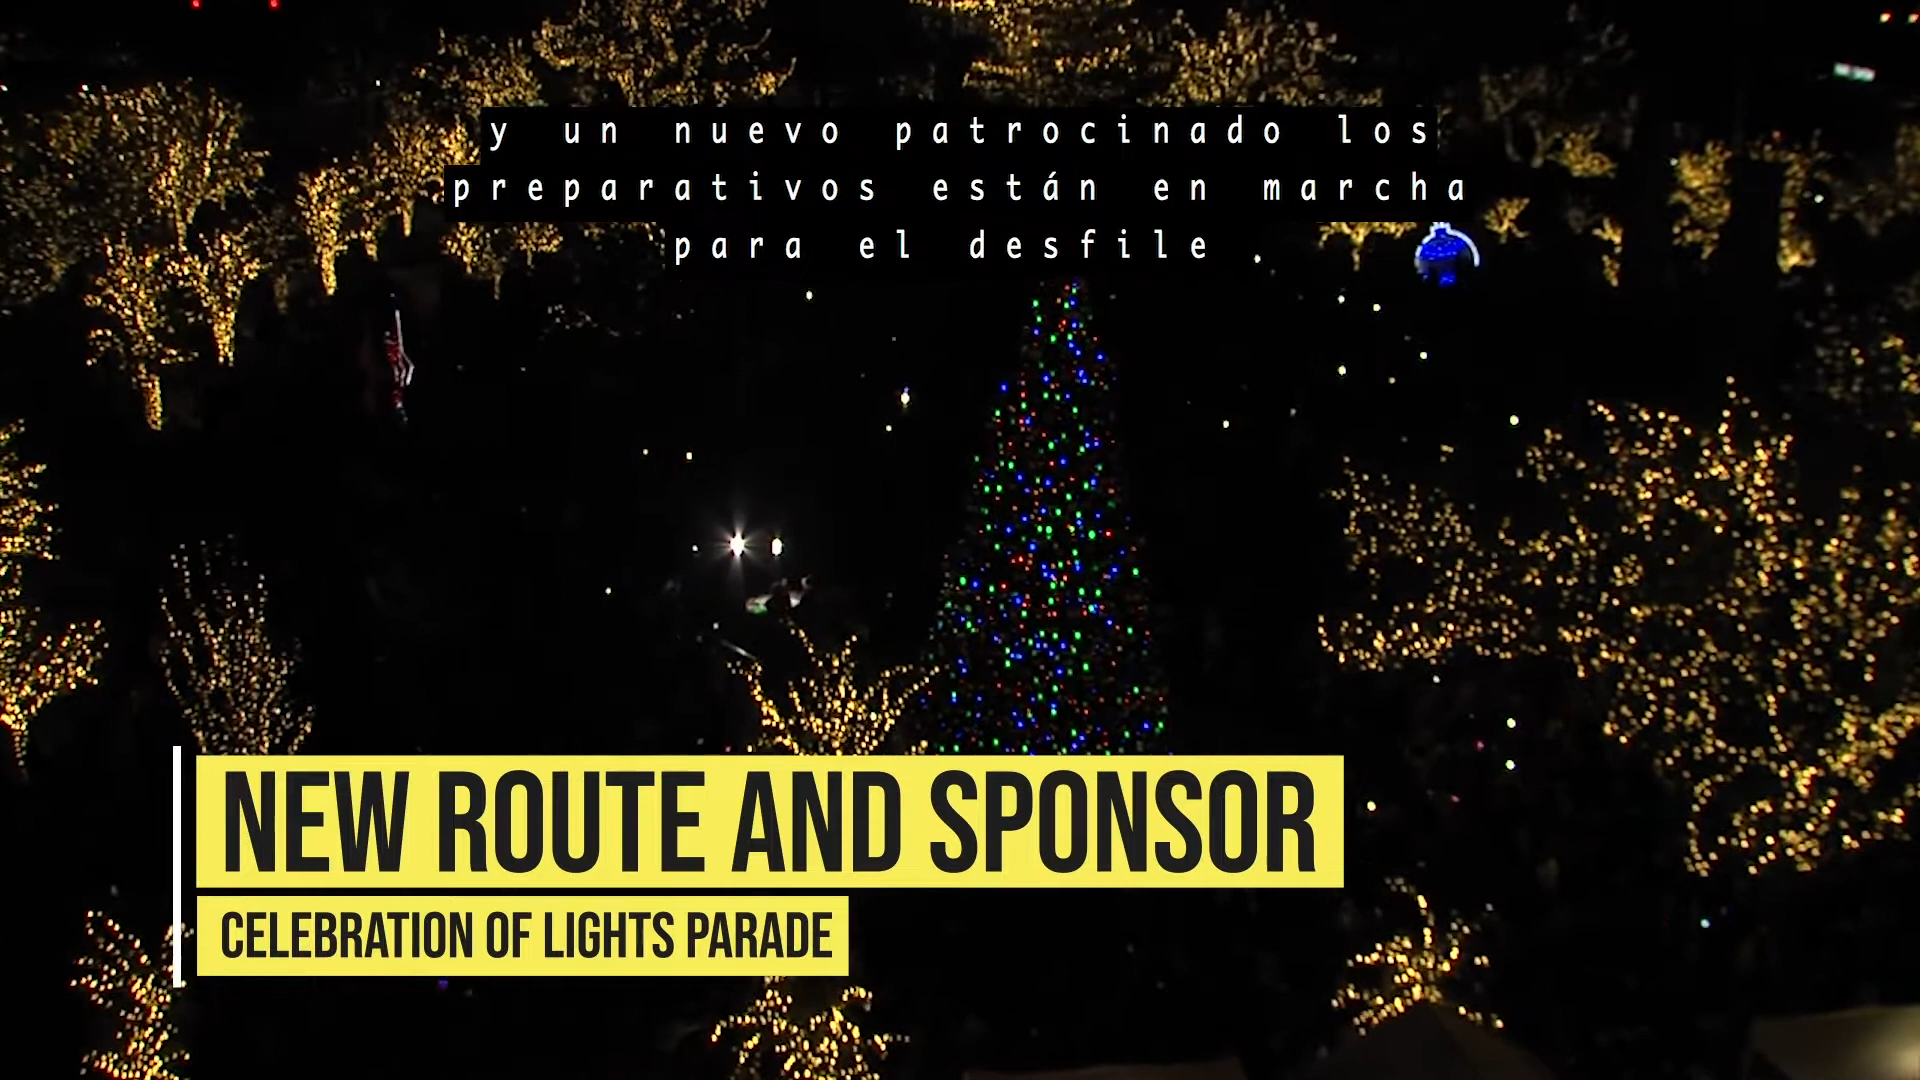 y un nuevo patrocinado los
preparativos están en marcha
para el desfile .
NEW ROUTE AND SPONSOR
CELEBRATION OF LIGHTS PARADE